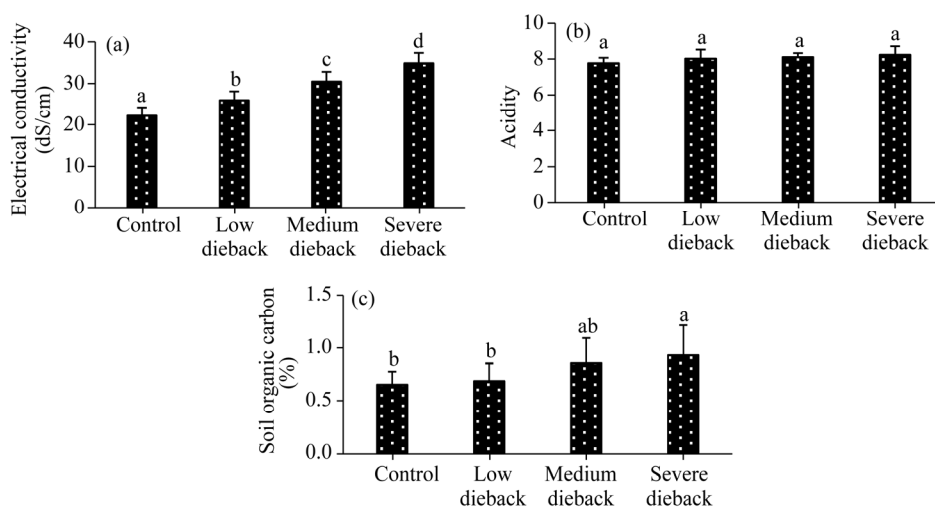 (a)
Electrical conductivity
(dS/cm)
40
30
20
10
0
a
b
c
d
Control
Low
dieback
Medium
dieback
Severe
dieback
(b)
Acidity
10
8
6
4
2
0
a
a
a
a
Control
Low
dieback
Medium
dieback
Severe
dieback
(c)
Soil organic carbon
(%)
1.5
1.0
0.5
0.0
b
b
ab
a
Control
Low
dieback
Medium
dieback
Severe
dieback